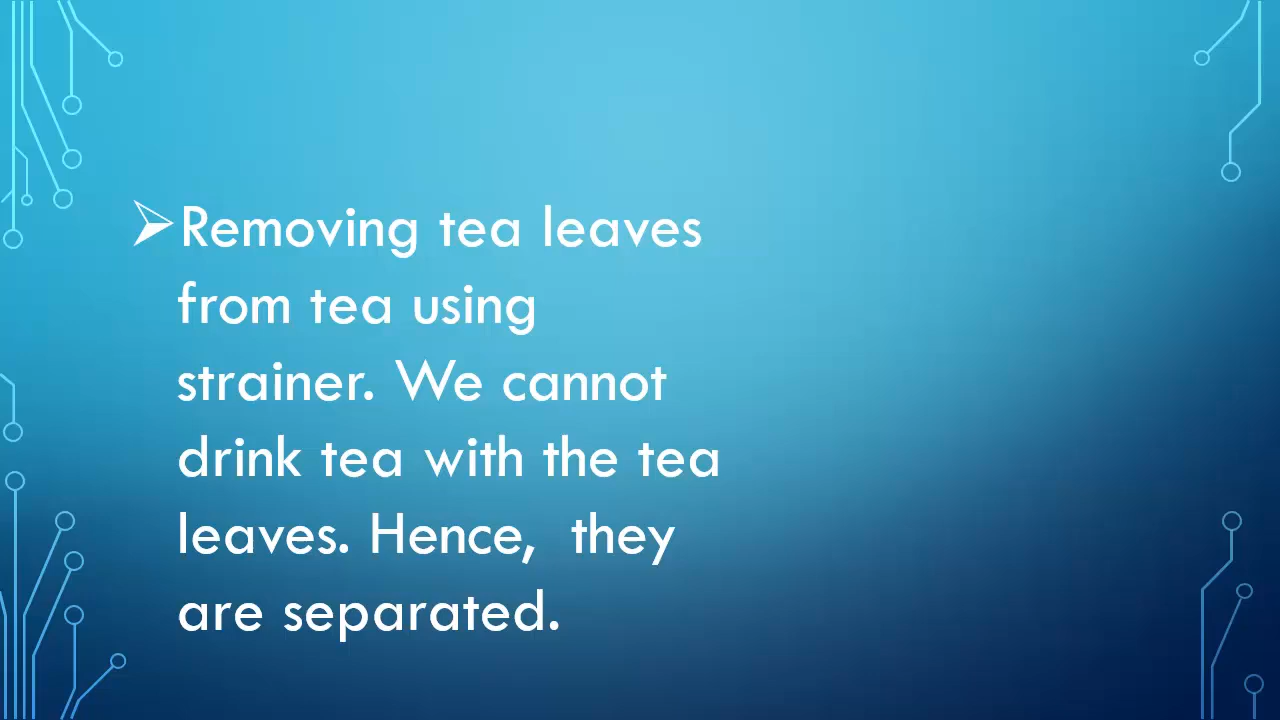 ➢Removing tea leaves
from tea using
strainer. We cannot
drink tea with the tea
leaves. Hence,  they
are separated.